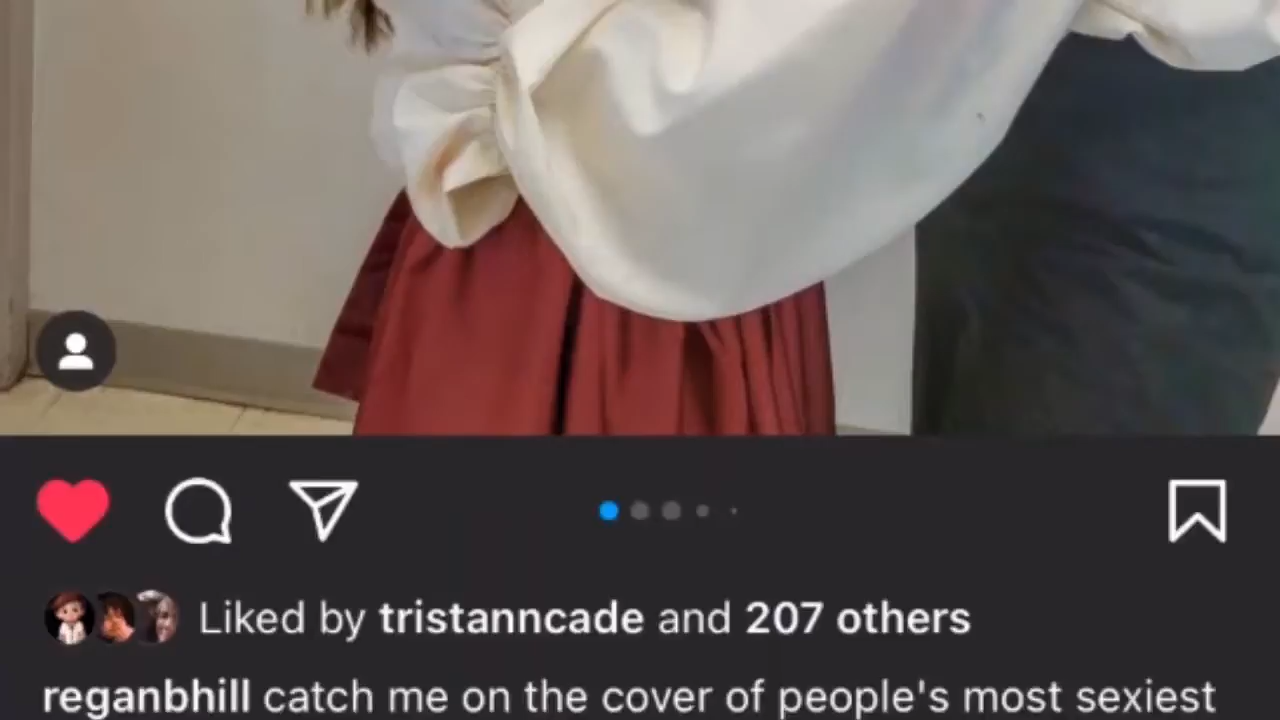 Liked by tristanncade and 207 others
reganbhill catch me on the cover of people's most sexiest